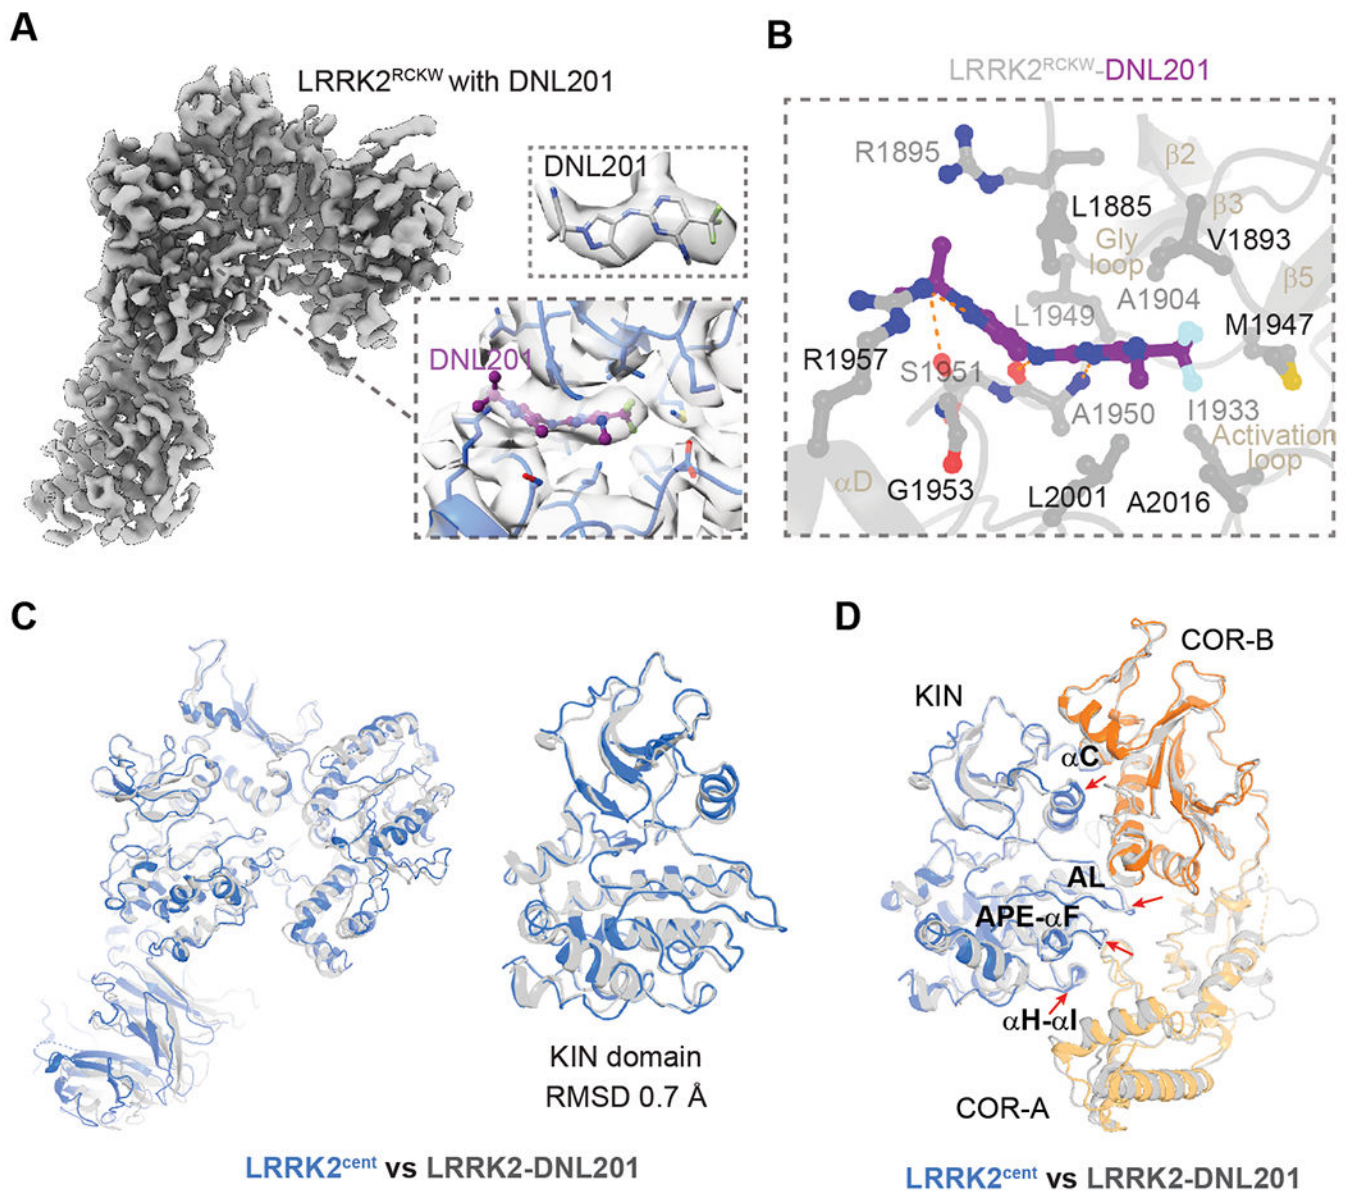 A
LRRK2RCKW with DNL201
DNL201
DNL201
B
LRRK2RCKW-DNL201
R1895
β2
L1885
β3
Gly
loop
V1893
β5
A1904
L1949
M1947
R1957
S1951
A1950
I1933
Activation
loop
αD
G1953
L2001
A2016
C
KIN domain
RMSD 0.7 Å
LRRK2cent vs LRRK2-DNL201
D
COR-B
KIN
αC
AL
APE-αF
αH-αI
COR-A
LRRK2cent vs LRRK2-DNL201